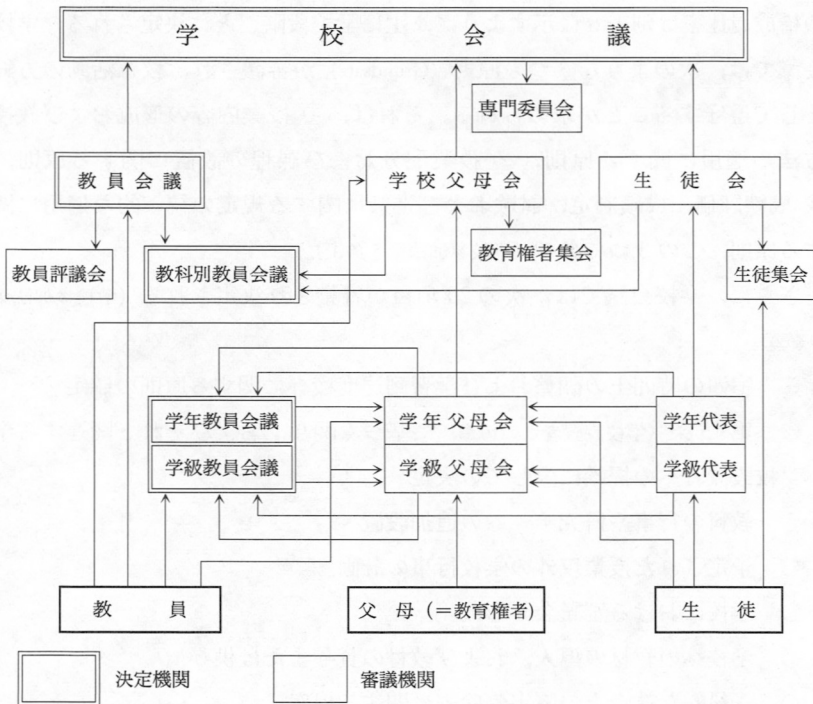 学校会議
専門委員会
教員会議
学校父母会
生徒会
教員評議会
教科別教員会議
教育権者集会
生徒集会
学年教員会議
学年父母会
学年代表
学級教員会議
学級父母会
学級代表
教員
父母(=教育権者)
生徒
決定機関
審議機関